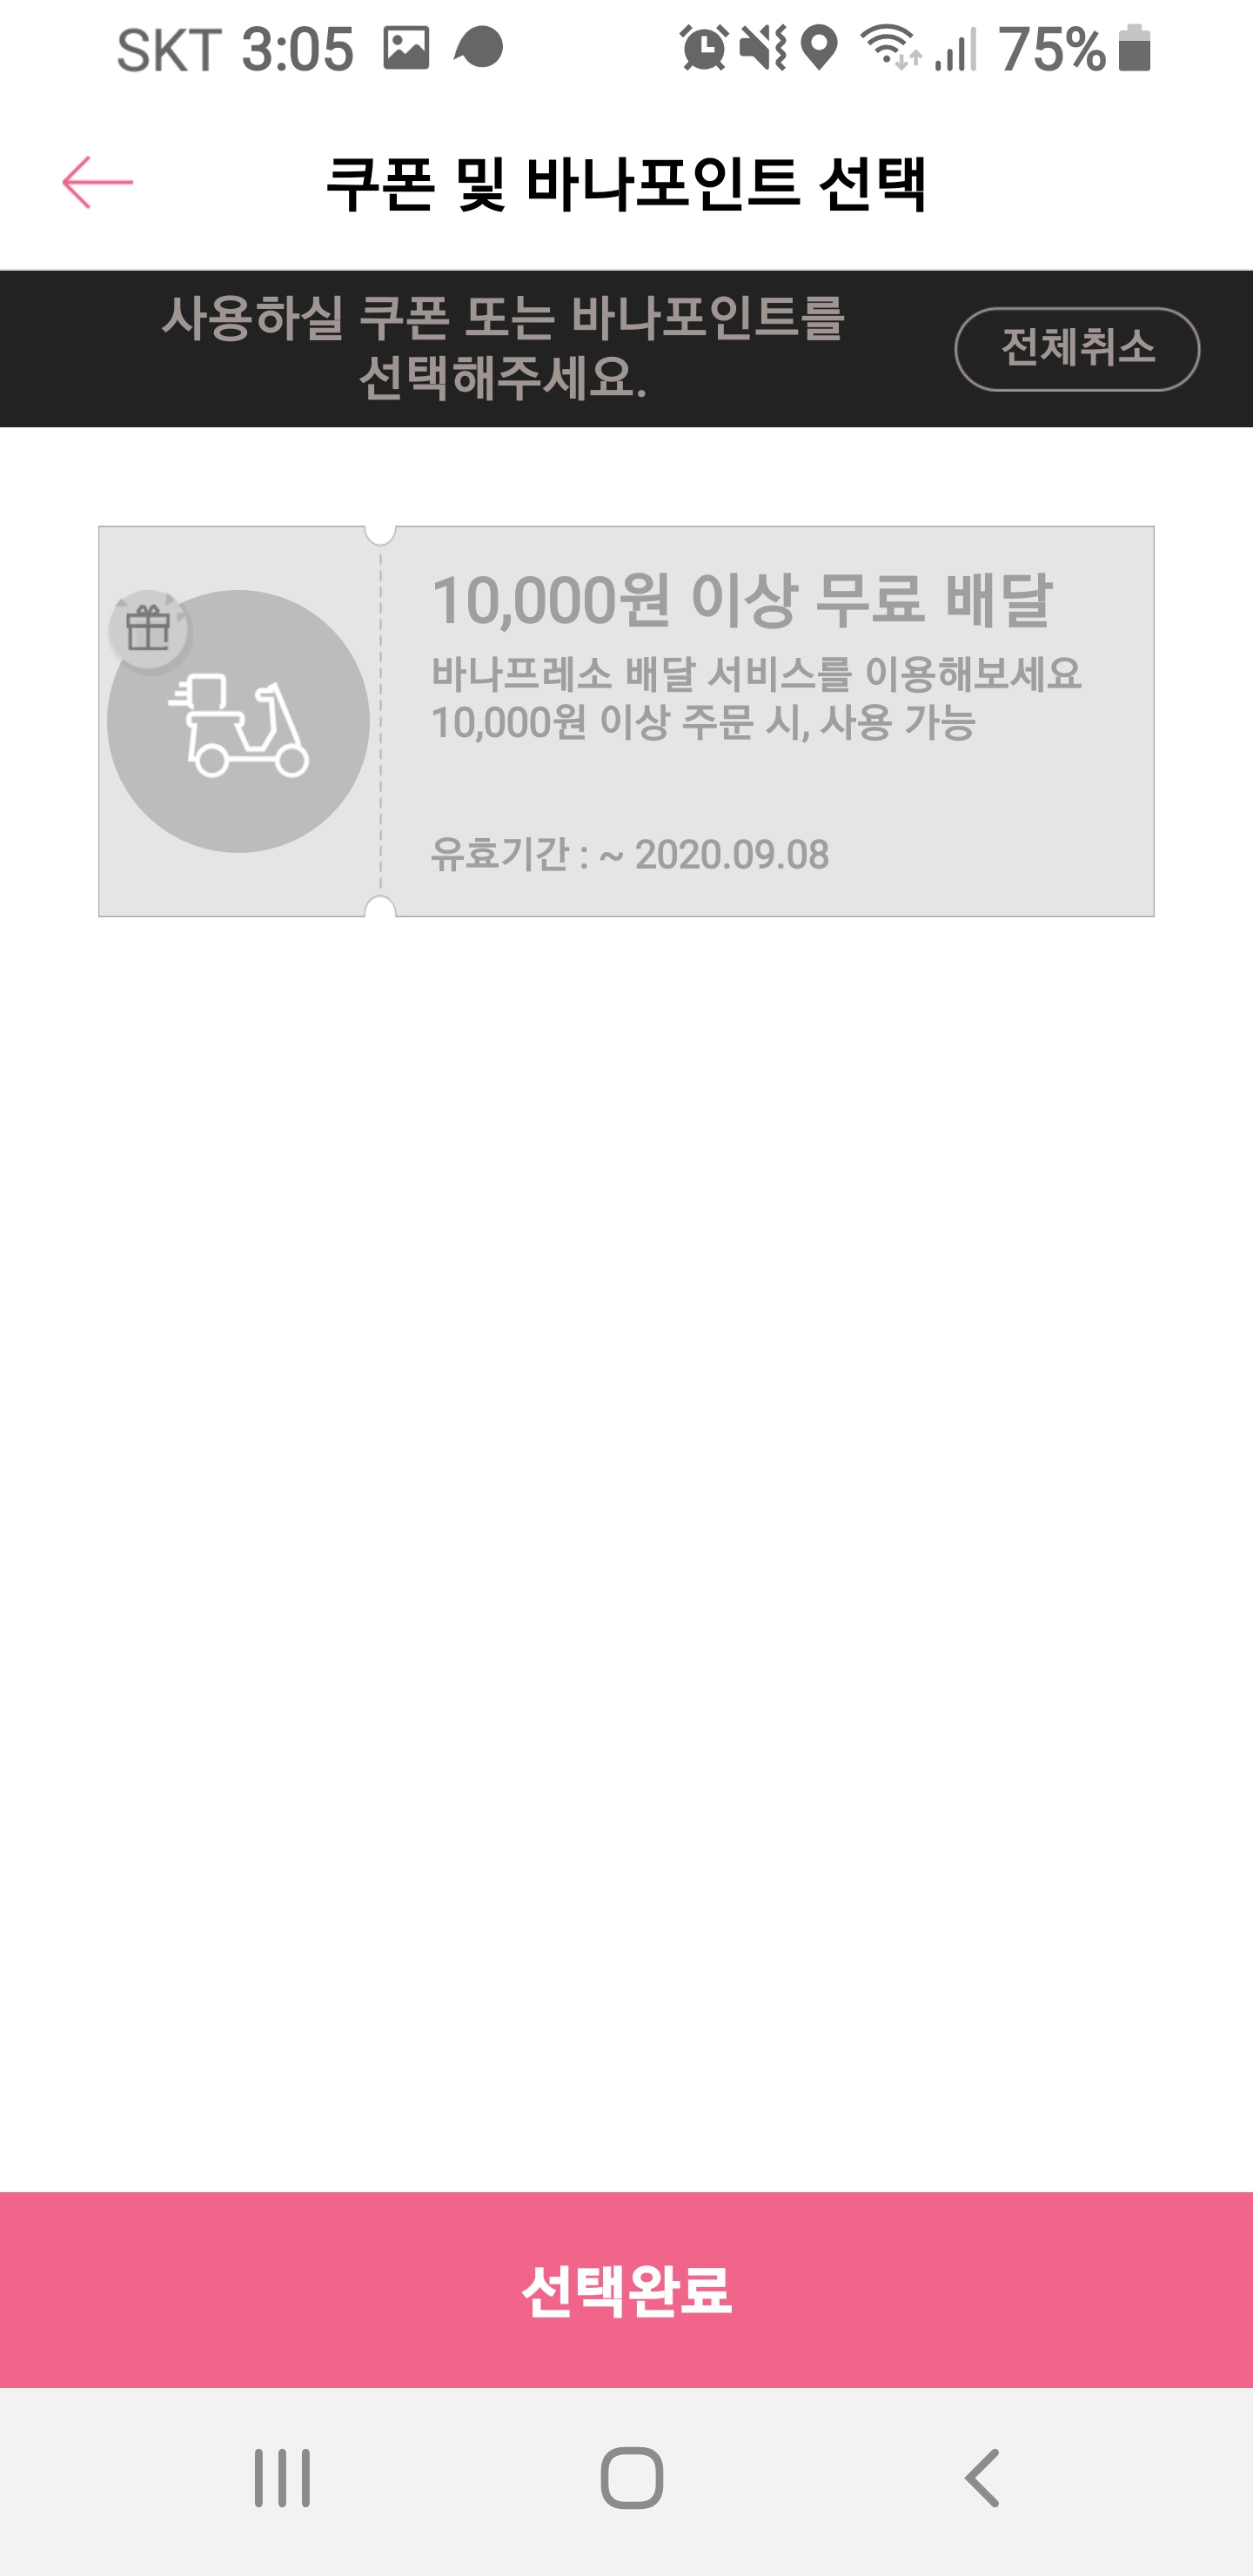 SKT 3:05 75%
쿠폰 및 바나포인트 선택
사용하실 쿠폰 또는 바나포인트를
선택해주세요.
전체취소
10,000원 이상 무료 배달
바나프레소 배달 서비스를 이용해보세요
10,000원 이상 주문 시, 사용 가능
유효기간 : ~ 2020.09.08
선택완료